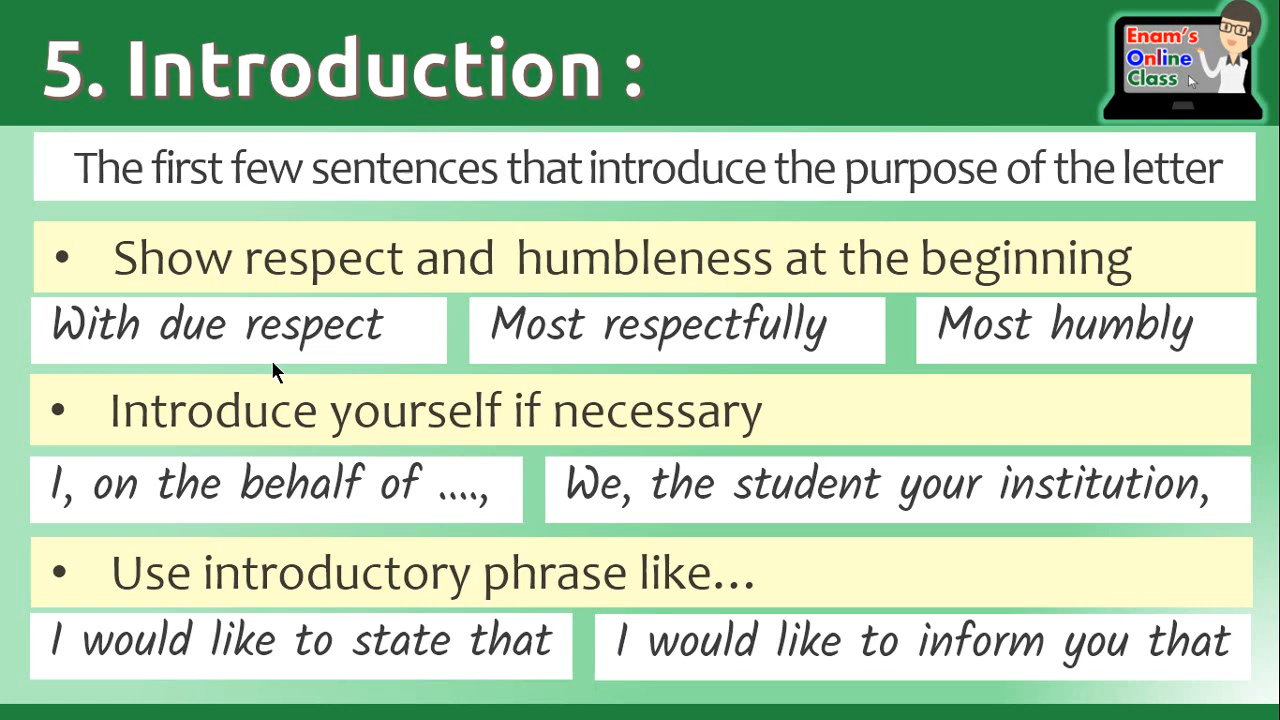 5. Introduction :
Enam's
Online
Class
The first few sentences that introduce the purpose of the letter
• Show respect and humbleness at the beginning
With due respect
Most respectfully
Most humbly
• Introduce yourself if necessary
I, on the behalf of ....,
We, the student your institution,
• Use introductory phrase like...
I would like to state that
I would like to inform you that